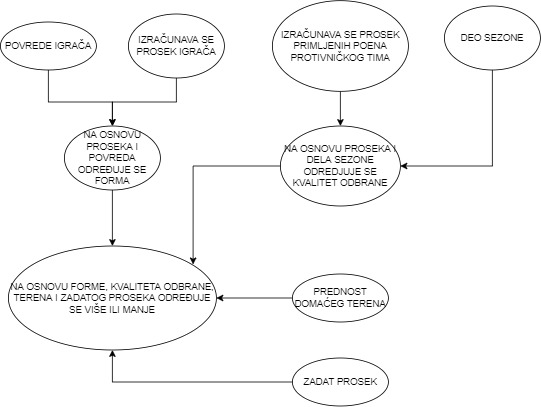 POVREDE IGRAČA
IZRAČUNAVA SE
PROSEK IGRAČA
IZRAČUNAVA SE PROSEK
PRIMLJENIH POENA
PROTIVNIČKOG TIMA
DEO SEZONE
NA OSNOVU
PROSEKA I
POVREDA
ODREĐUJE SE
FORMA
NA OSNOVU PROSEKA I
DELA SEZONE
ODREDJUJE SE
KVALITET ODBRANE
NA OSNOVU FORME, KVALITETA ODBRANE,
TERENA I ZADATOG PROSEKA ODREĐUJE
SE VIŠE ILI MANJE
PREDNOST
DOMAĆEG TERENA
ZADAT PROSEK